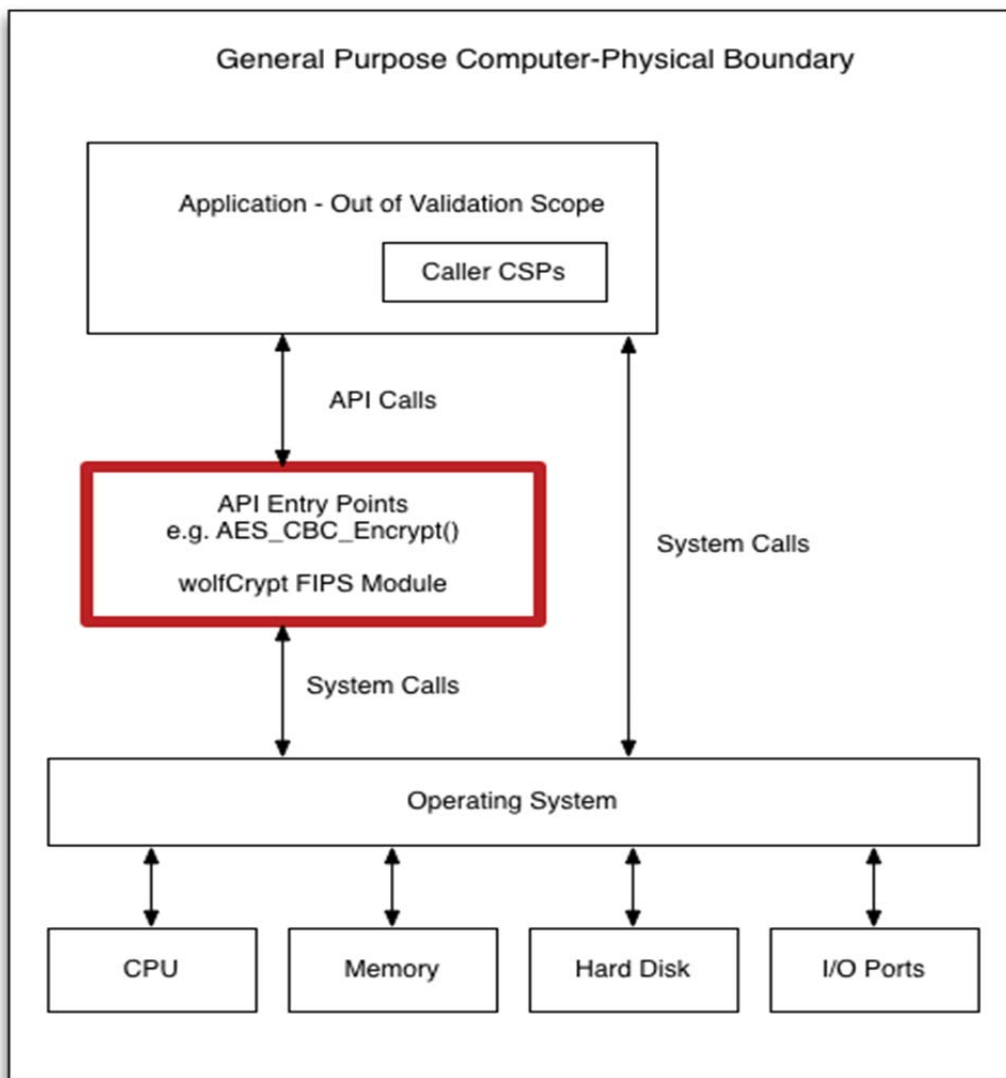 General Purpose Computer-Physical Boundary
Application - Out of Validation Scope
Caller CSPs
API Calls
API Entry Points
e.g. AES_CBC_Encrypt()
wolfCrypt FIPS Module
System Calls
System Calls
Operating System
CPU
Memory
Hard Disk
I/O Ports